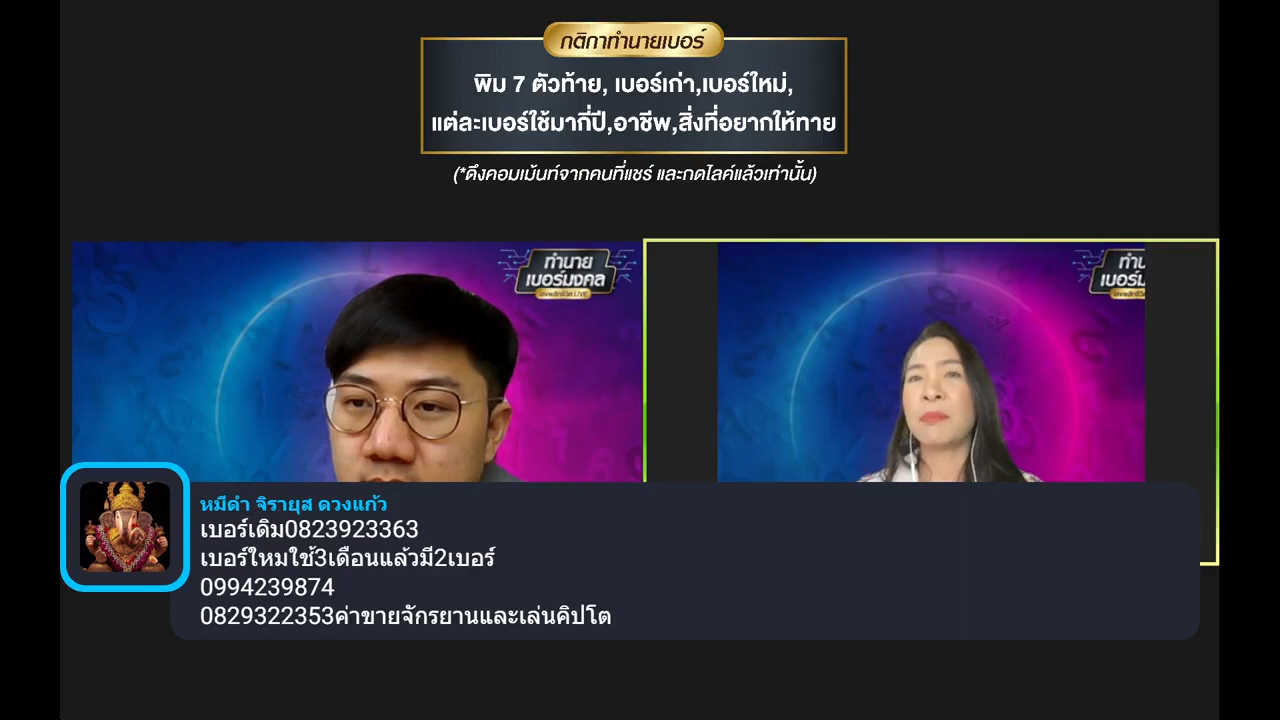 กติกาทำนายเบอร์
พิม 7 ตัวท้าย, เบอร์เก่า,เบอร์ใหม่,
แต่ละเบอร์ใช้มากี่ปี,อาชีพ,สิ่งที่อยากให้ทาย
(*ดึงคอมเม้นท์จากคนที่แชร์ และกดไลค์แล้วเท่านั้น)
ทำนาย
เบอร์มงคล
ทำน
เบอร์ม
หมีดำ จิรายุส ดวงแก้ว
เบอร์เดิม0823923363
เบอร์ใหมใช้3เดือนแล้วมี2เบอร์
0994239874
0829322353ค่าขายจักรยานและเล่นคิปโต